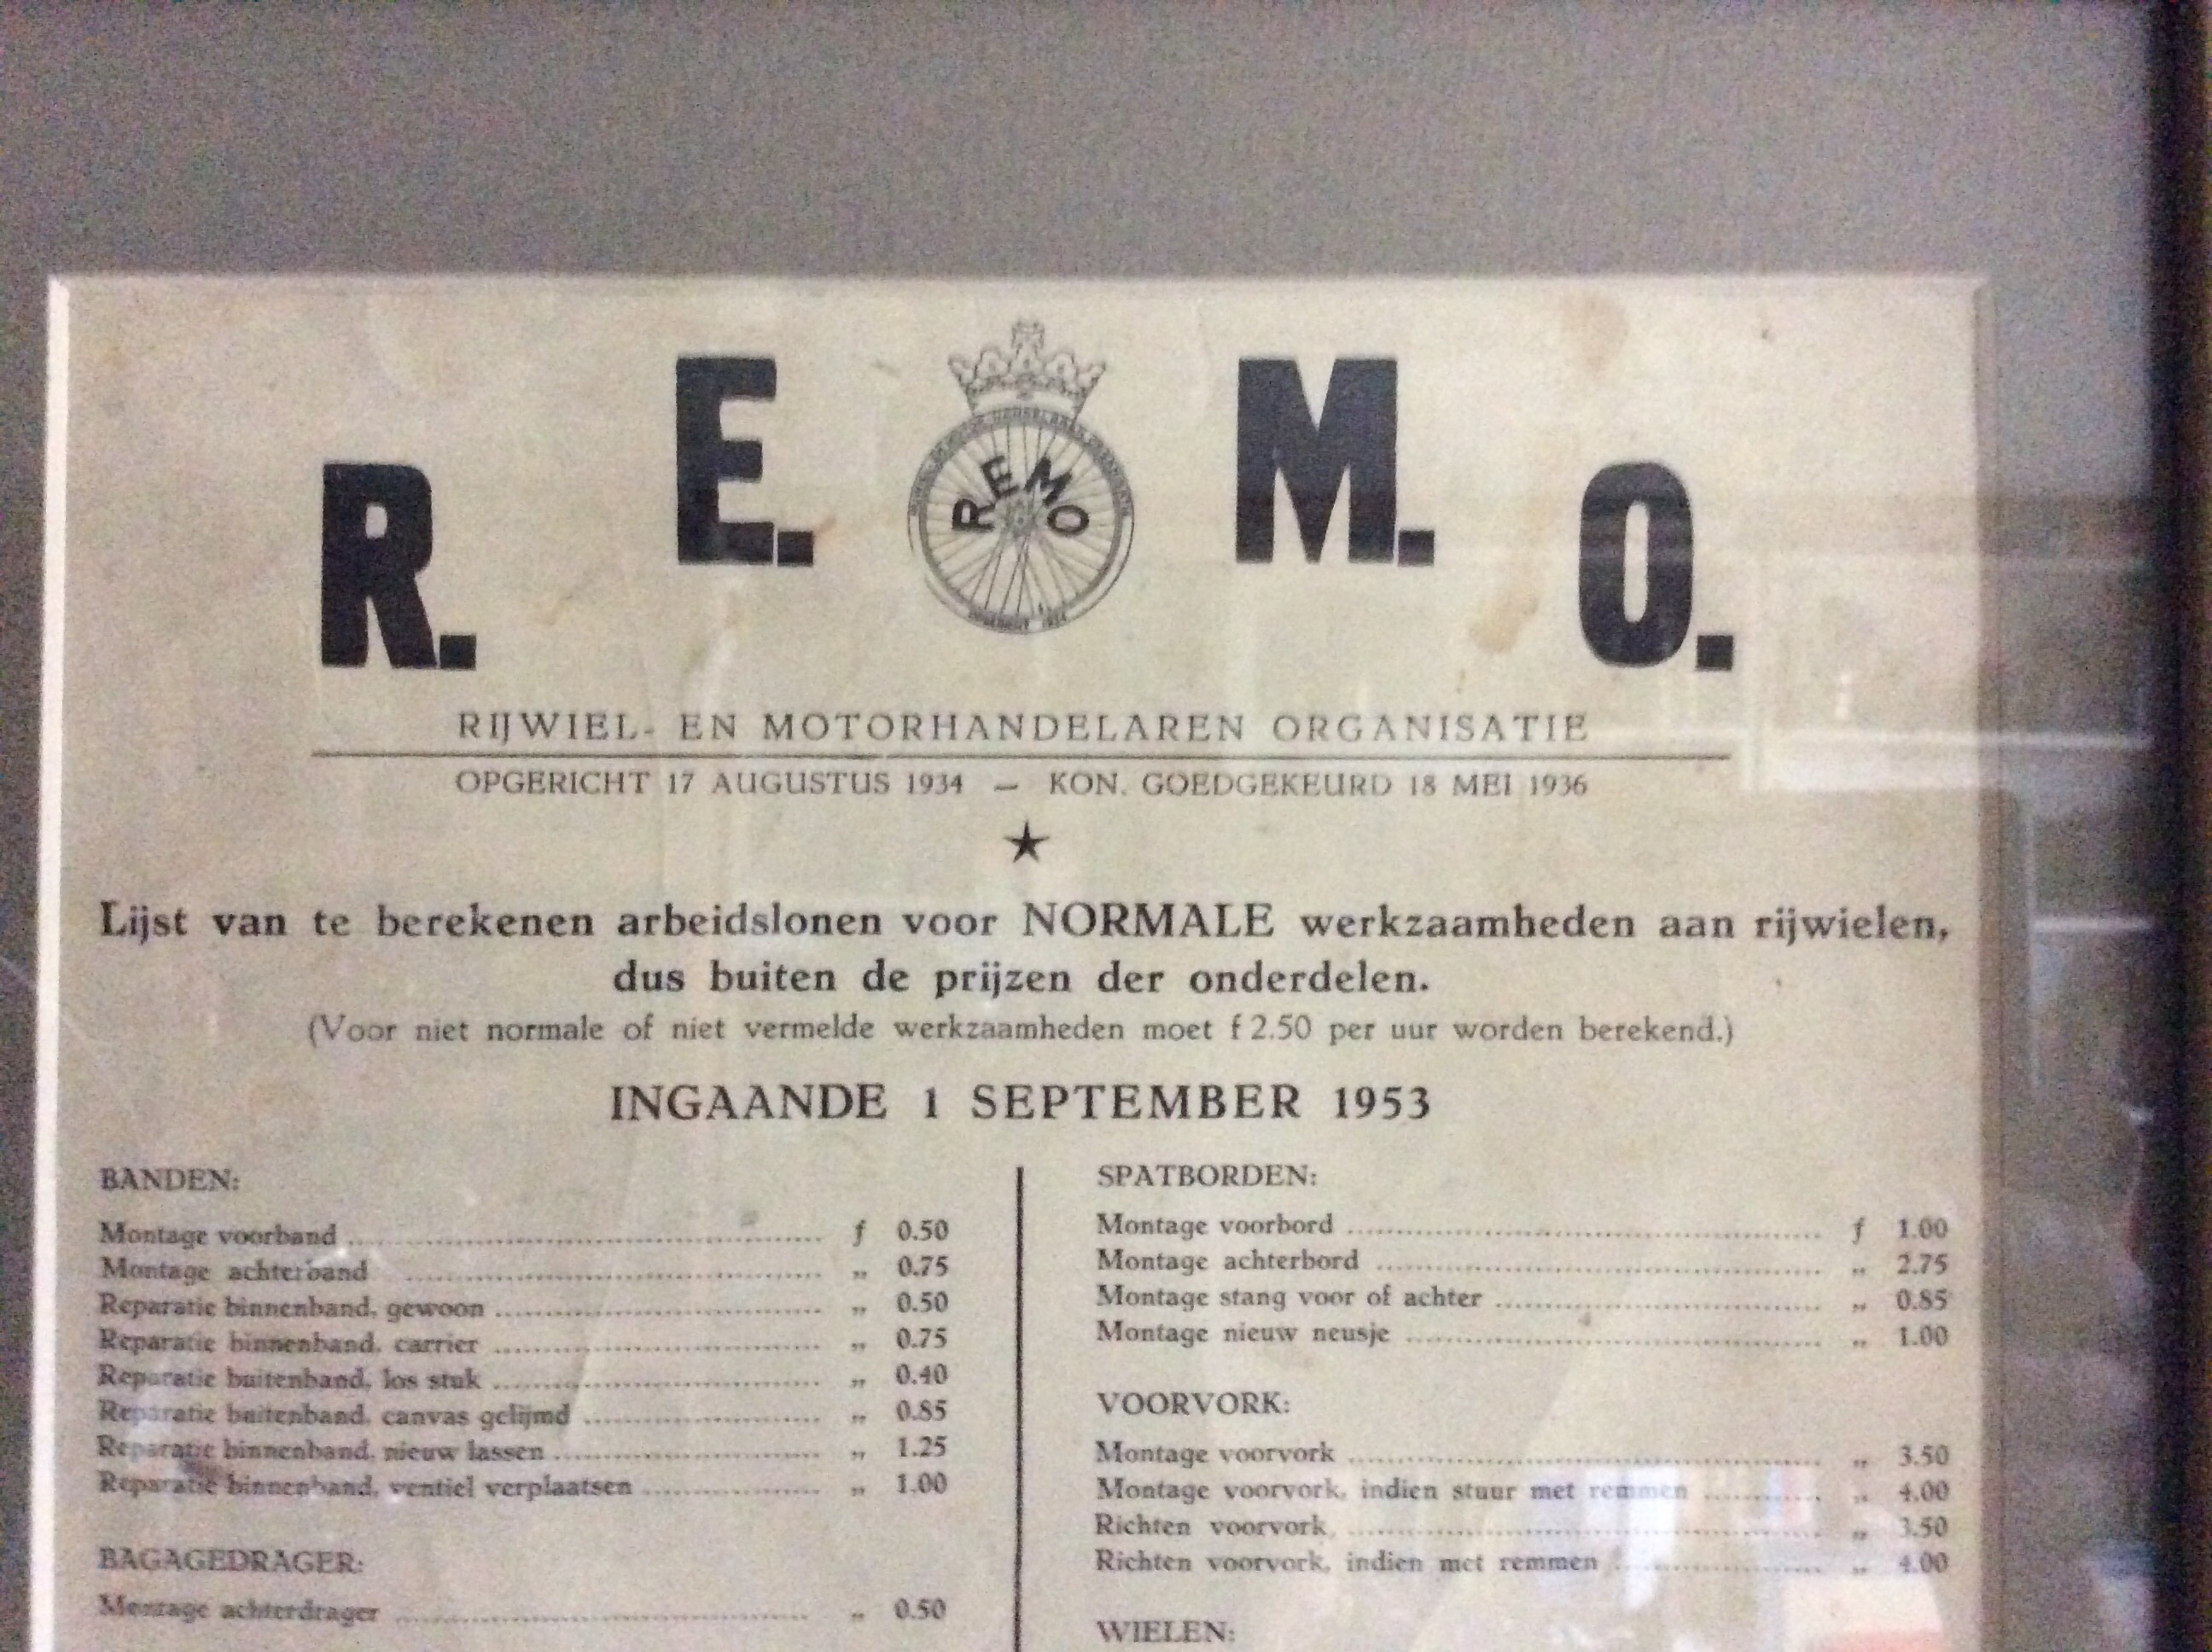 R. E. M. O.
REMO
RIJWIEL- EN MOTORHANDELAREN ORGANISATIE
OPGERICHT 17 AUGUSTUS 1934 — KON. GOEDGEKEURD 18 MEI 1936
★
Lijst van te berekenen arbeidslonen voor NORMALE werkzaamheden aan rijwielen,
dus buiten de prijzen der onderdelen.
(Voor niet normale of niet vermelde werkzaamheden moet f 2.50 per uur worden berekend.)
INGAANDE 1 SEPTEMBER 1953
BANDEN:
Montage voorband ........ f 0.50
Montage achterband ........ „ 0.75
Reparatie binnenband, gewoon ........ „ 0.50
Reparatie binnenband, carrier ........ „ 0.75
Reparatie buitenband, los stuk ........ „ 0.40
Reparatie buitenband, canvas gelijmd ........ „ 0.85
Reparatie binnenband, nieuw lassen ........ „ 1.25
Reparatie binnenband, ventiel verplaatsen ........ „ 1.00
BAGAGEDRAGER:
Montage achterdrager ........ „ 0.50
SPATBORDEN:
Montage voorbord ........ f 1.00
Montage achterbord ........ „ 2.75
Montage stang voor of achter ........ „ 0.85
Montage nieuw neusje ........ „ 1.00
VOORVORK:
Montage voorvork ........ „ 3.50
Montage voorvork, indien stuur met remmen ........ „ 4.00
Richten voorvork, ........ „ 3.50
Richten voorvork, indien met remmen ........ „ 4.00
WIELEN: